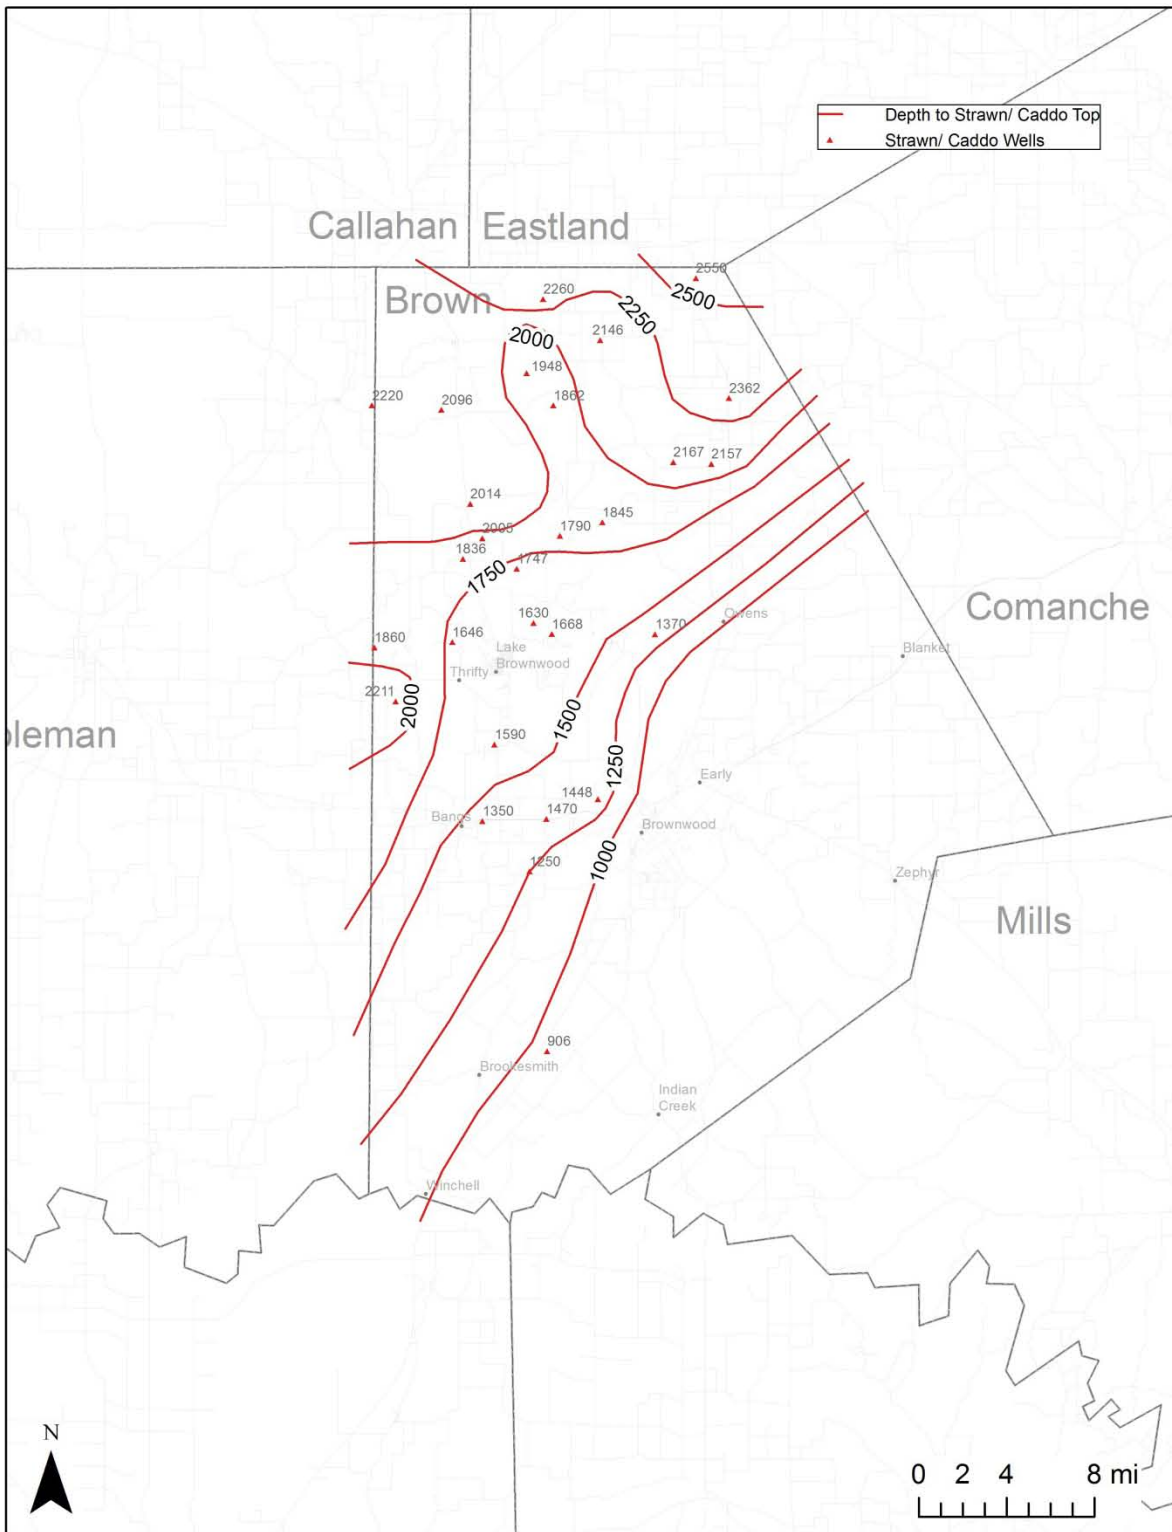 Depth to Strawn/ Caddo Top
Strawn/ Caddo Wells
Callahan
Eastland
2550
2500
Brown
2260
2250
2146
2000
1948
2220
2096
1862
2362
2167
2157
2014
1845
2005
1790
1836
1747
1750
Comanche
1630
1668
1370
Owens
1860
1646
Lake
Brownwood
Blanket
Thrifty
2211
2000
oleman
1500
1590
1250
Early
1448
1350
1470
Bangs
Brownwood
1250
1000
Zephyr
Mills
906
Brookesmith
Indian
Creek
Winchell
N
0 2 4 8 mi